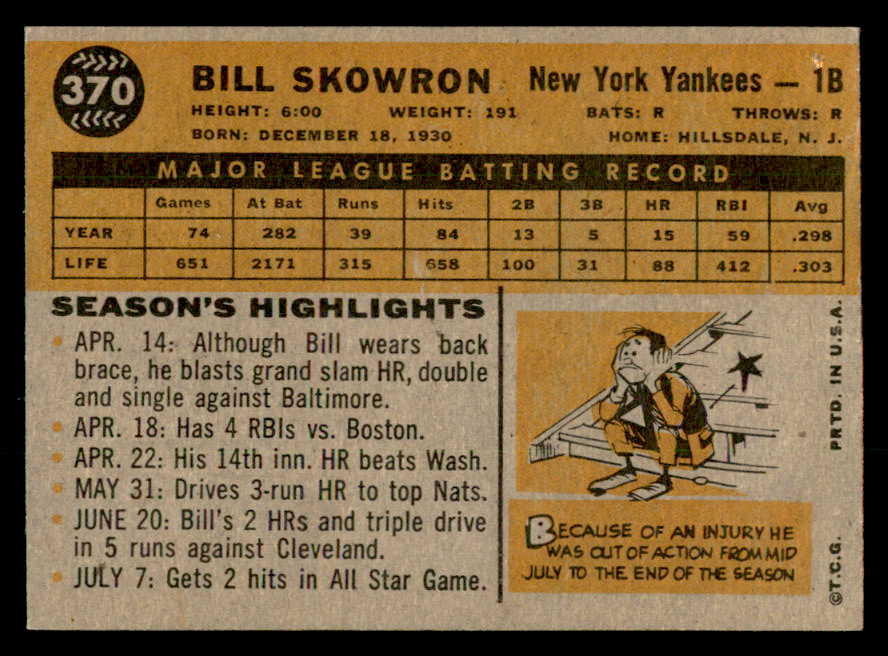 370
BILL SKOWRON New York Yankees — 1B
HEIGHT: 6:00 WEIGHT: 191 BATS: R THROWS: R
BORN: DECEMBER 18, 1930 HOME: HILLSDALE, N. J.
MAJOR LEAGUE BATTING RECORD
Games At Bat Runs Hits 2B 3B HR RBI Avg
YEAR 74 282 39 84 13 5 15 59 .298
LIFE 651 2171 315 658 100 31 88 412 .303
SEASON'S HIGHLIGHTS
• APR. 14: Although Bill wears back
brace, he blasts grand slam HR, double
and single against Baltimore.
• APR. 18: Has 4 RBIs vs. Boston.
• APR. 22: His 14th inn. HR beats Wash.
• MAY 31: Drives 3-run HR to top Nats.
• JUNE 20: Bill's 2 HRs and triple drive
in 5 runs against Cleveland.
• JULY 7: Gets 2 hits in All Star Game.
BECAUSE OF AN INJURY HE
WAS OUT OF ACTION FROM MID
JULY TO THE END OF THE SEASON
©T.C.G. PRTD. IN U.S.A.